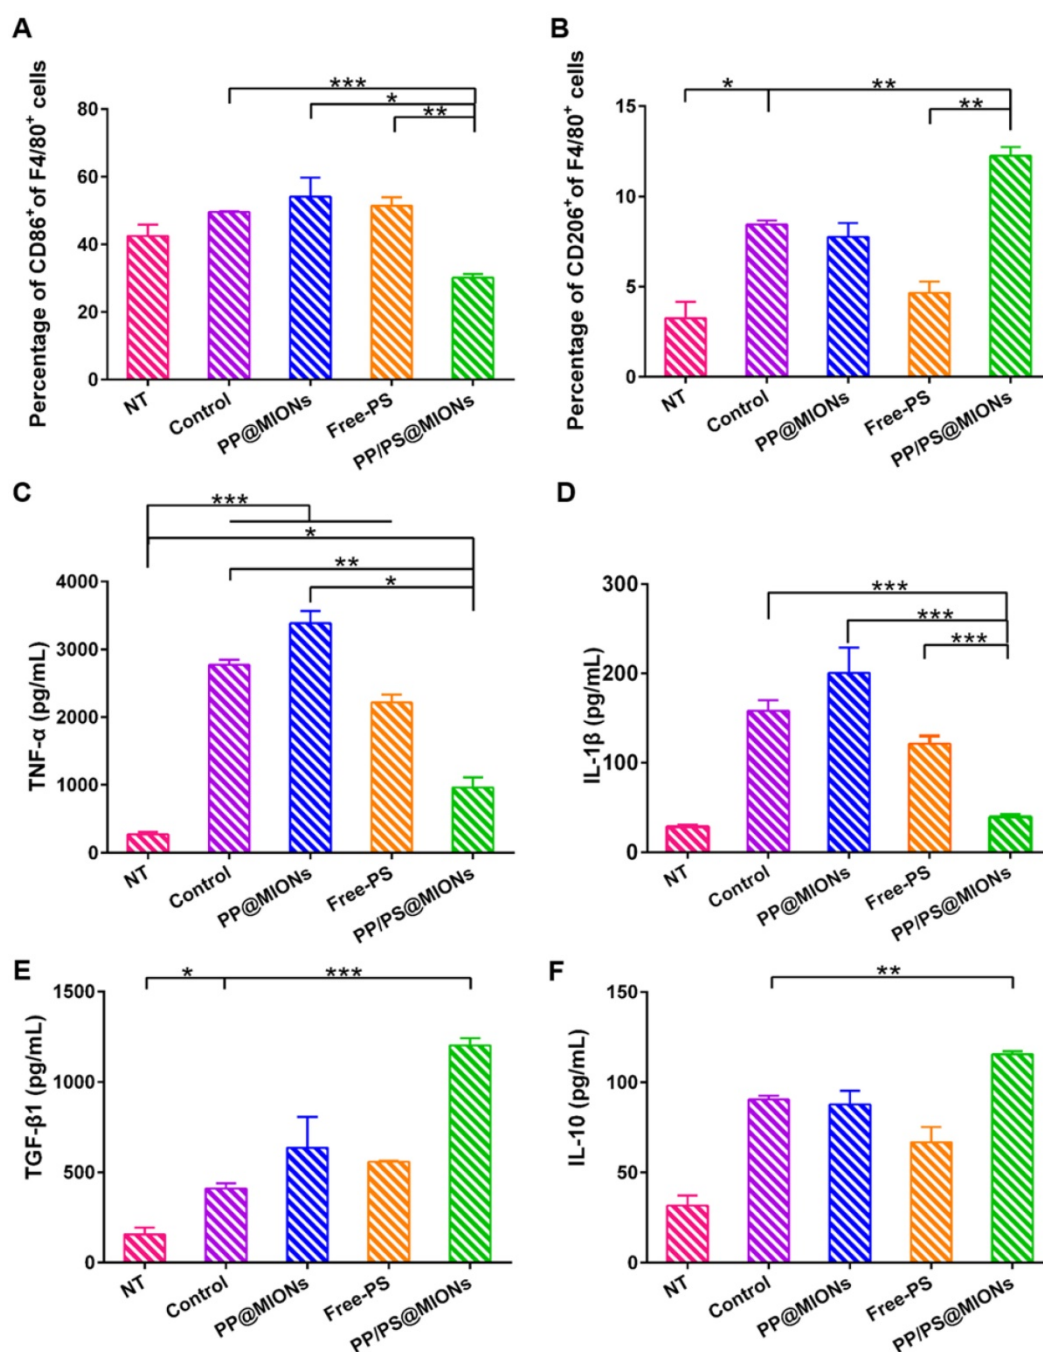 A
Percentage of CD86⁺ of F4/80⁺ cells
80
60
40
20
0
***
*
**
NT
Control
PP@MIONs
Free-PS
PP/PS@MIONs
B
Percentage of CD206⁺ of F4/80⁺ cells
15
10
5
0
*
**
**
NT
Control
PP@MIONs
Free-PS
PP/PS@MIONs
C
TNF-α (pg/mL)
4000
3000
2000
1000
0
***
*
**
*
NT
Control
PP@MIONs
Free-PS
PP/PS@MIONs
D
IL-1β (pg/mL)
300
200
100
0
***
***
***
NT
Control
PP@MIONs
Free-PS
PP/PS@MIONs
E
TGF-β1 (pg/mL)
1500
1000
500
0
*
***
NT
Control
PP@MIONs
Free-PS
PP/PS@MIONs
F
IL-10 (pg/mL)
150
100
50
0
**
NT
Control
PP@MIONs
Free-PS
PP/PS@MIONs